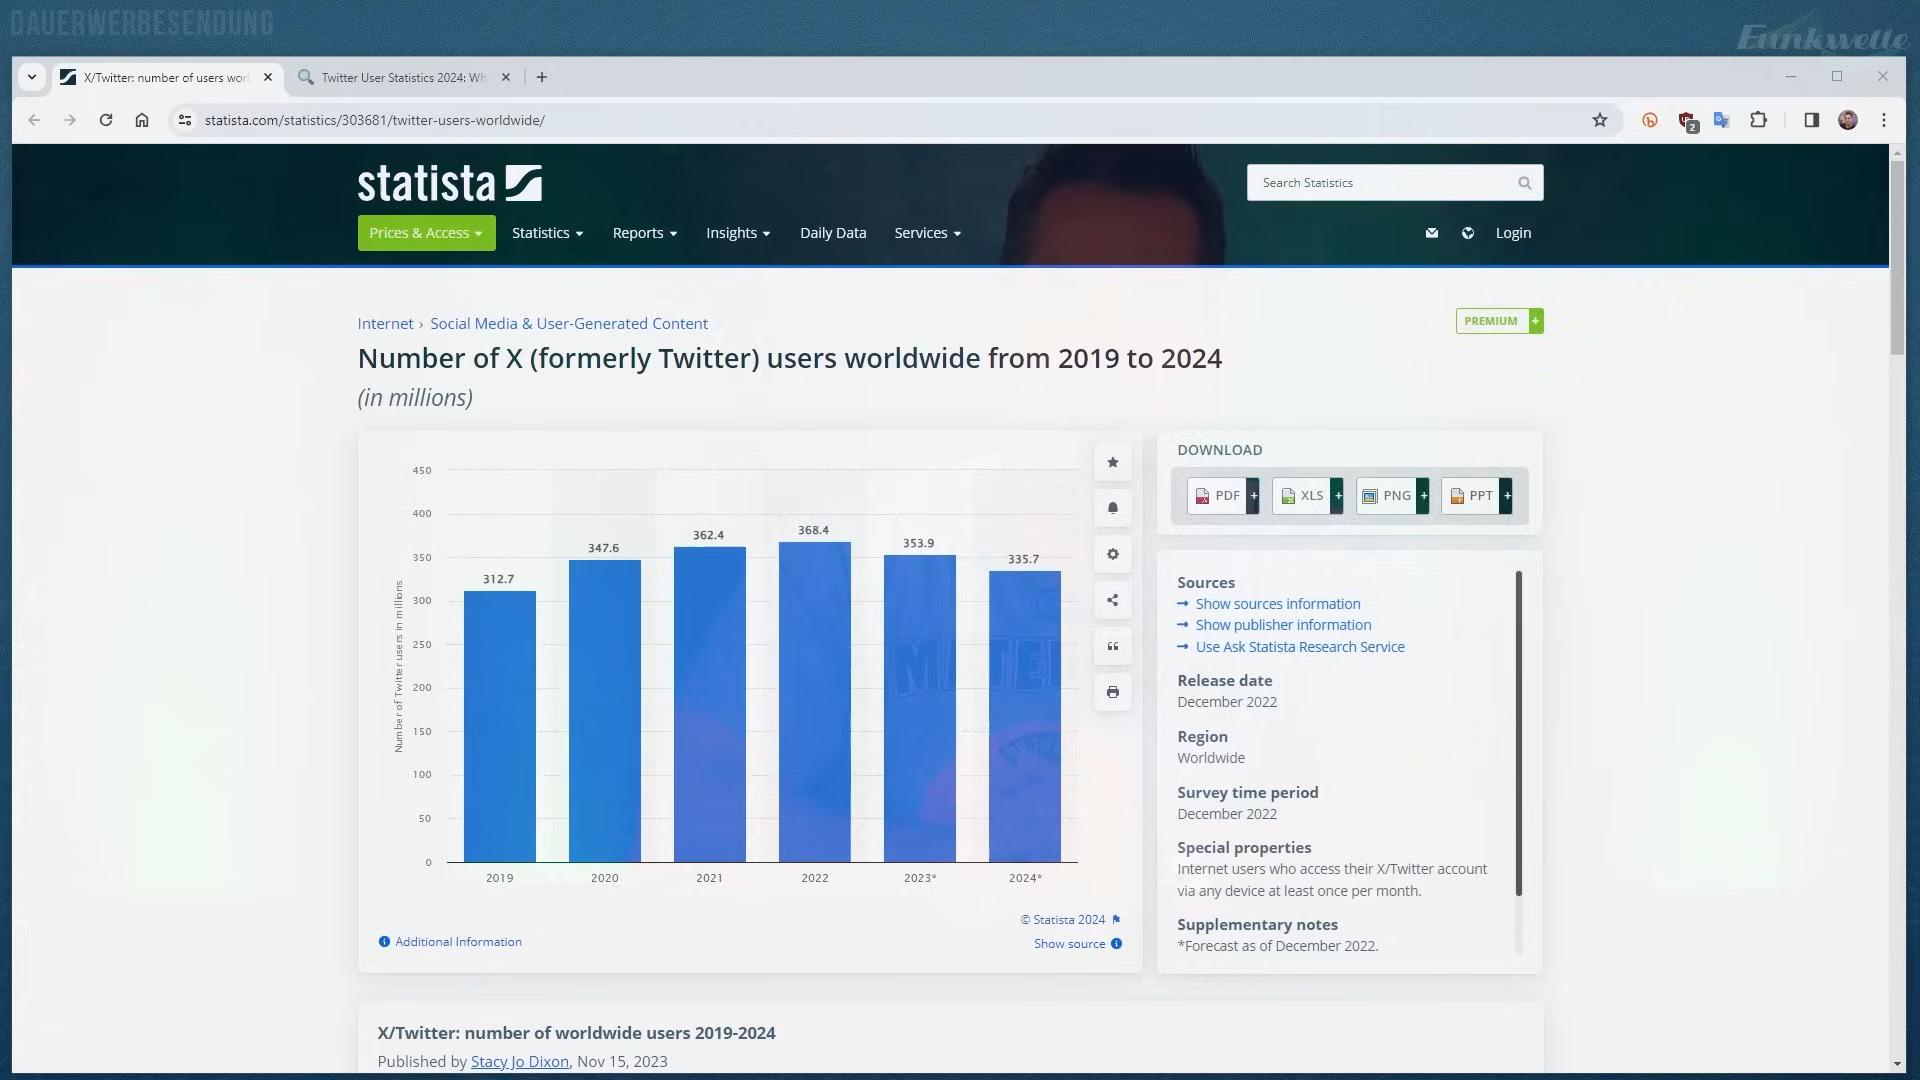 DAUERWERBESENDUNG
Funkwelle
X/Twitter: number of users wor
Twitter User Statistics 2024: Wh
statista.com/statistics/303681/twitter-users-worldwide/
2
statista
Search Statistics
Prices & Access
Statistics
Reports
Insights
Daily Data
Services
Login
Internet › Social Media & User-Generated Content
PREMIUM +
Number of X (formerly Twitter) users worldwide from 2019 to 2024
(in millions)
Number of Twitter users in millions
450
400
350
300
250
200
150
100
50
0
312.7
347.6
362.4
368.4
353.9
335.7
2019
2020
2021
2022
2023*
2024*
© Statista 2024
Additional Information
Show source
DOWNLOAD
PDF +
XLS +
PNG +
PPT +
Sources
→ Show sources information
→ Show publisher information
→ Use Ask Statista Research Service
Release date
December 2022
Region
Worldwide
Survey time period
December 2022
Special properties
Internet users who access their X/Twitter account
via any device at least once per month.
Supplementary notes
*Forecast as of December 2022.
X/Twitter: number of worldwide users 2019-2024
Published by Stacy Jo Dixon, Nov 15, 2023